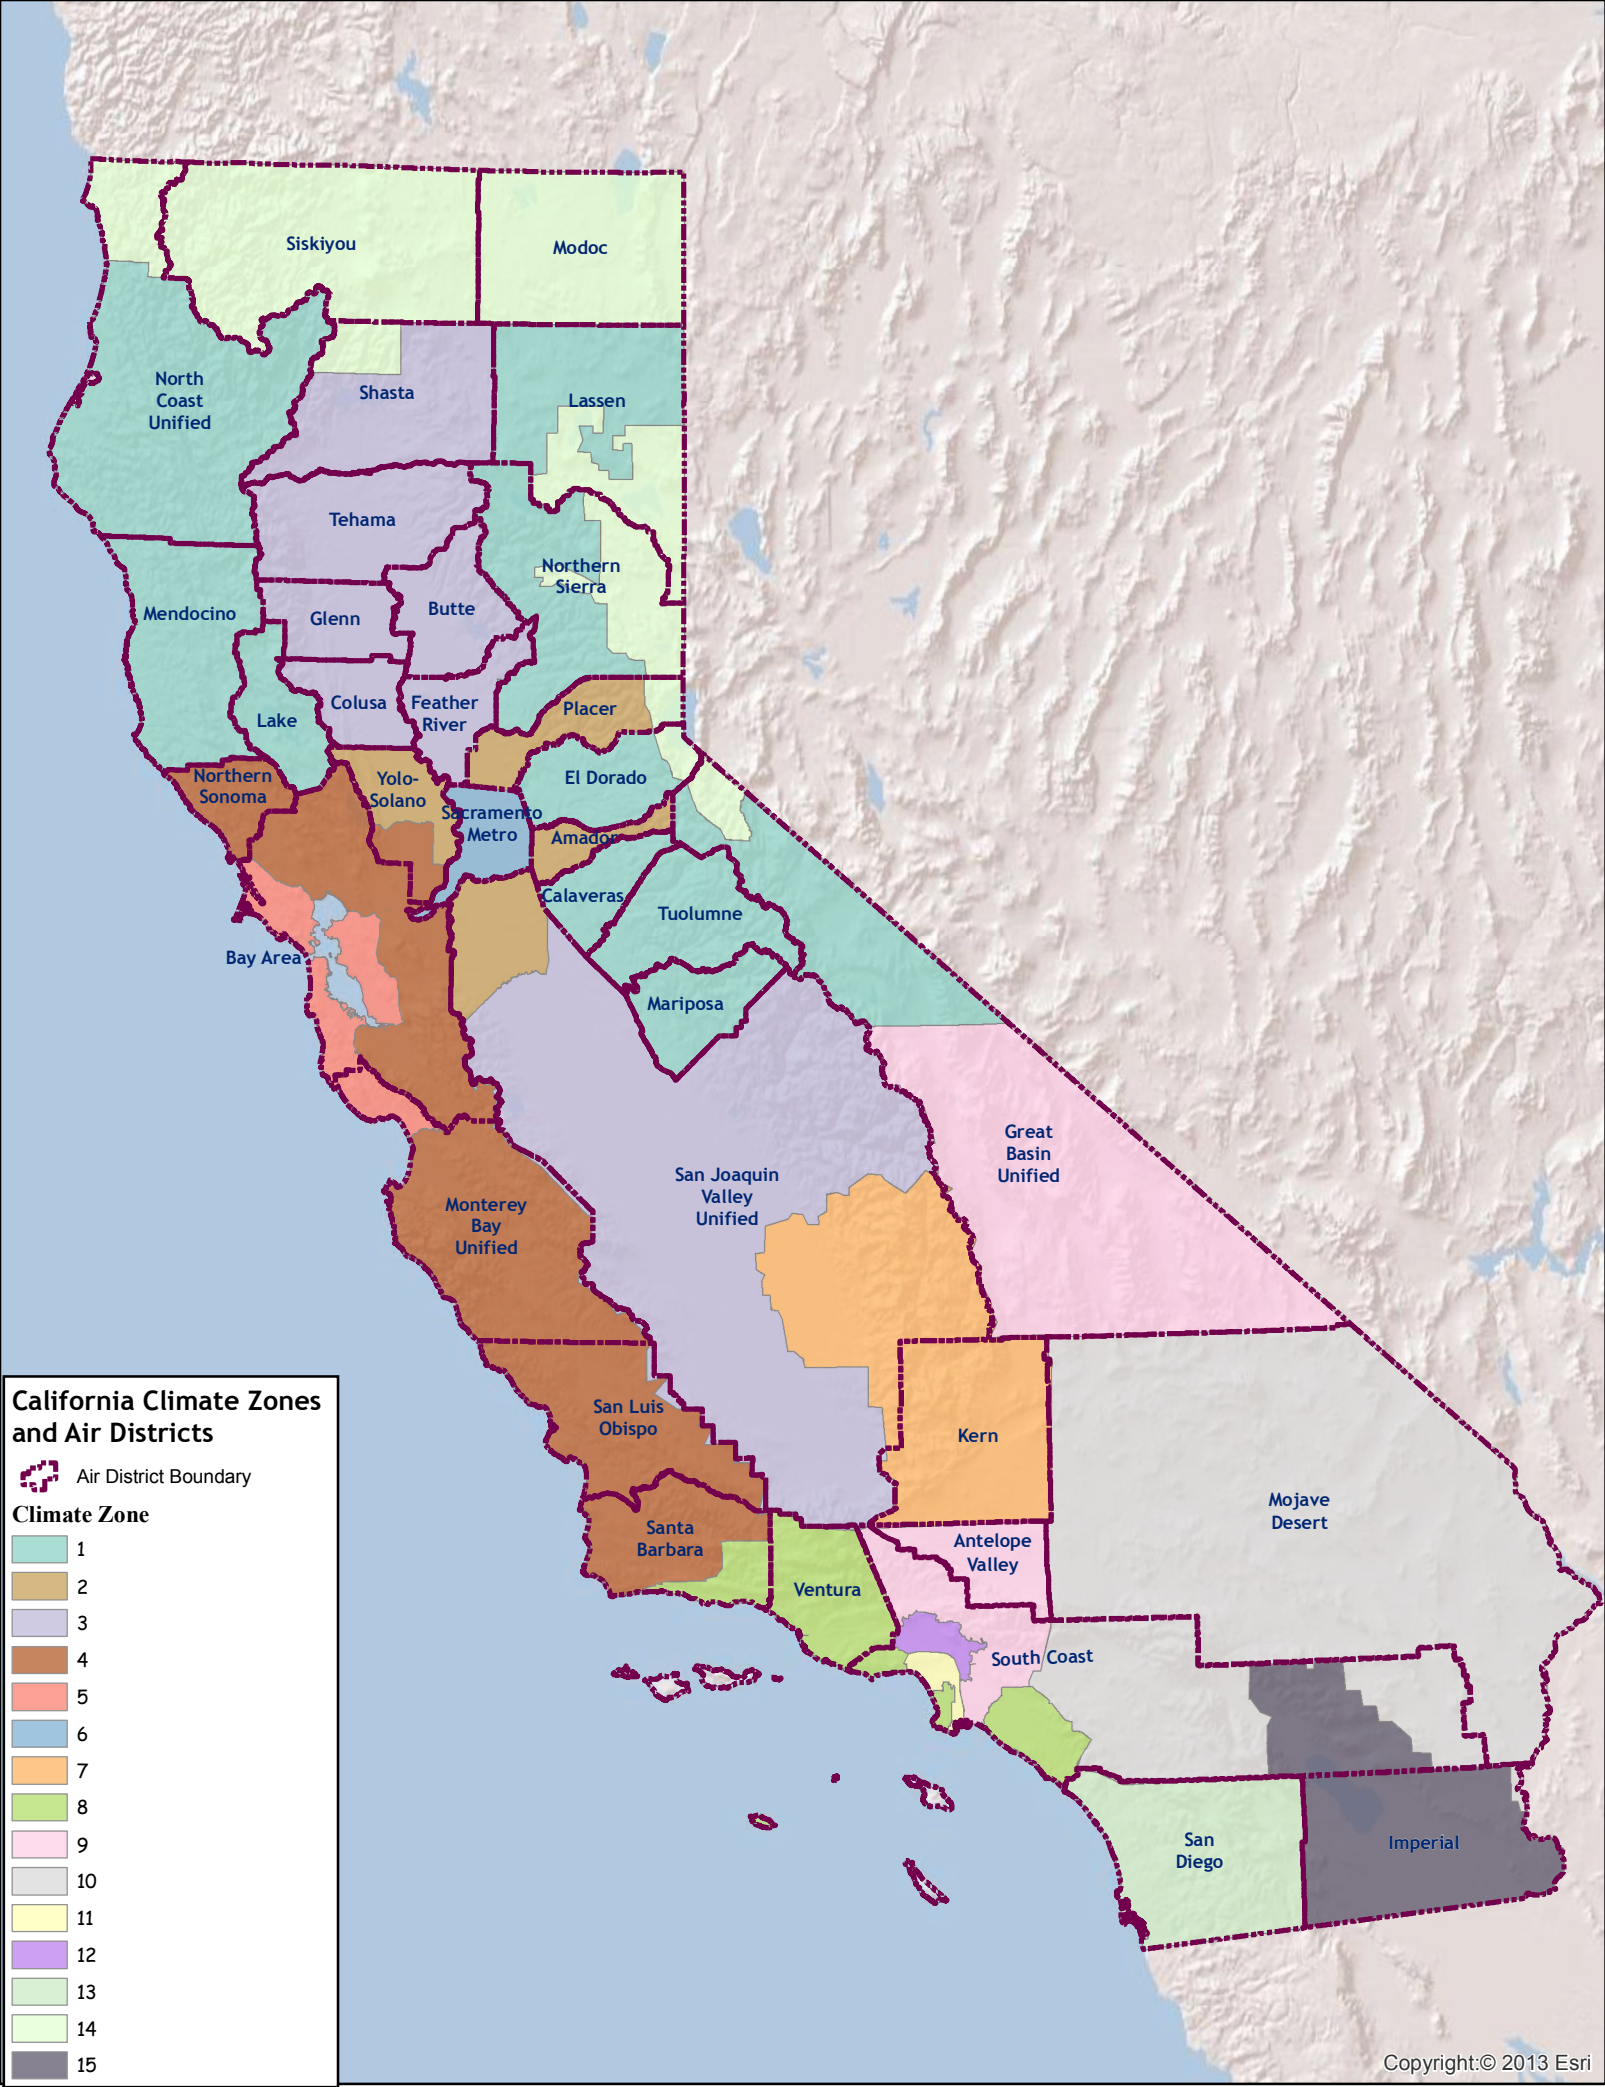 Siskiyou
Modoc
North
Coast
Unified
Shasta
Lassen
Tehama
Northern
Sierra
Mendocino
Glenn
Butte
Colusa
Feather
River
Lake
Placer
Northern
Sonoma
Yolo-
Solano
El Dorado
Sacramento
Metro
Amador
Calaveras
Tuolumne
Bay Area
Mariposa
Great
Basin
Unified
San Joaquin
Valley
Unified
Monterey
Bay
Unified
San Luis
Obispo
Kern
Mojave
Desert
Santa
Barbara
Antelope
Valley
Ventura
South Coast
San
Diego
Imperial
California Climate Zones
and Air Districts
Air District Boundary
Climate Zone
1
2
3
4
5
6
7
8
9
10
11
12
13
14
15
Copyright:© 2013 Esri